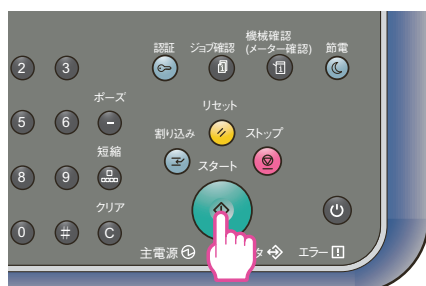 認証
ジョブ確認
機械確認
(メーター確認)
節電
2
3
ポーズ
リセット
5
6
-
割り込み
ストップ
短縮
スタート
8
9
クリア
0
#
C
主電源
タ
エラー